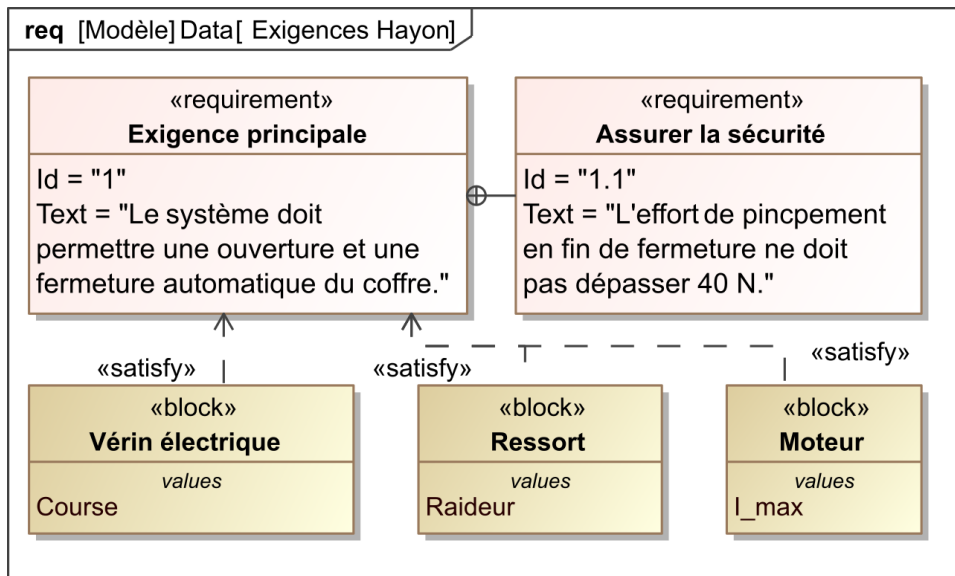 req [Modèle] Data[ Exigences Hayon]
«requirement»
Exigence principale
Id = "1"
Text = "Le système doit
permettre une ouverture et une
fermeture automatique du coffre."
«requirement»
Assurer la sécurité
Id = "1.1"
Text = "L'effort de pincpement
en fin de fermeture ne doit
pas dépasser 40 N."
«satisfy»
«satisfy»
«satisfy»
«block»
Vérin électrique
values
Course
«block»
Ressort
values
Raideur
«block»
Moteur
values
I_max